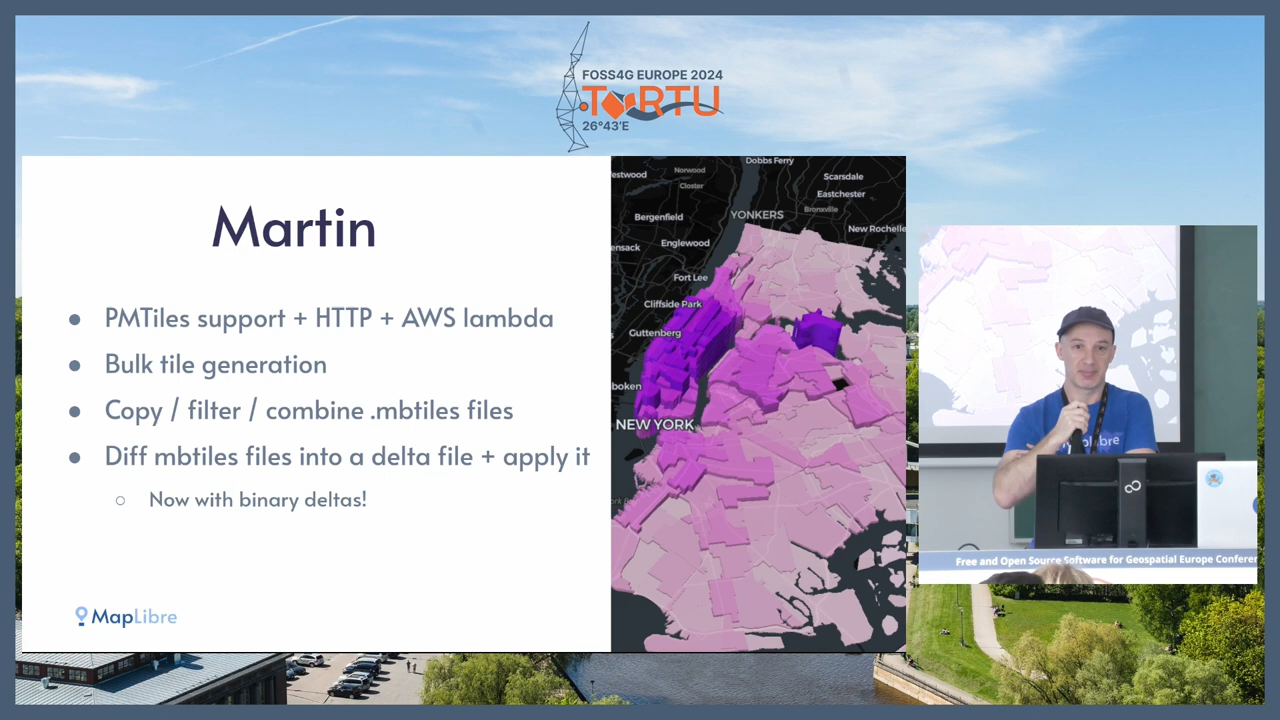 FOSS4G EUROPE 2024
TORTU
26°43'E
Martin
PMTiles support + HTTP + AWS lambda
Bulk tile generation
Copy / filter / combine .mbtiles files
Diff mbtiles files into a delta file + apply it
Now with binary deltas!
MapLibre
Dobbs Ferry
estwood
Norwood
Closter
Scarsdale
Eastchester
Bronxville
Bergenfield
YONKERS
New Rochelle
ensack
Englewood
Fort Lee
Cliffside Park
Guttenberg
boken
NEW YORK
maplibre
Free and Open Source Software for Geospatial Europe Conferen